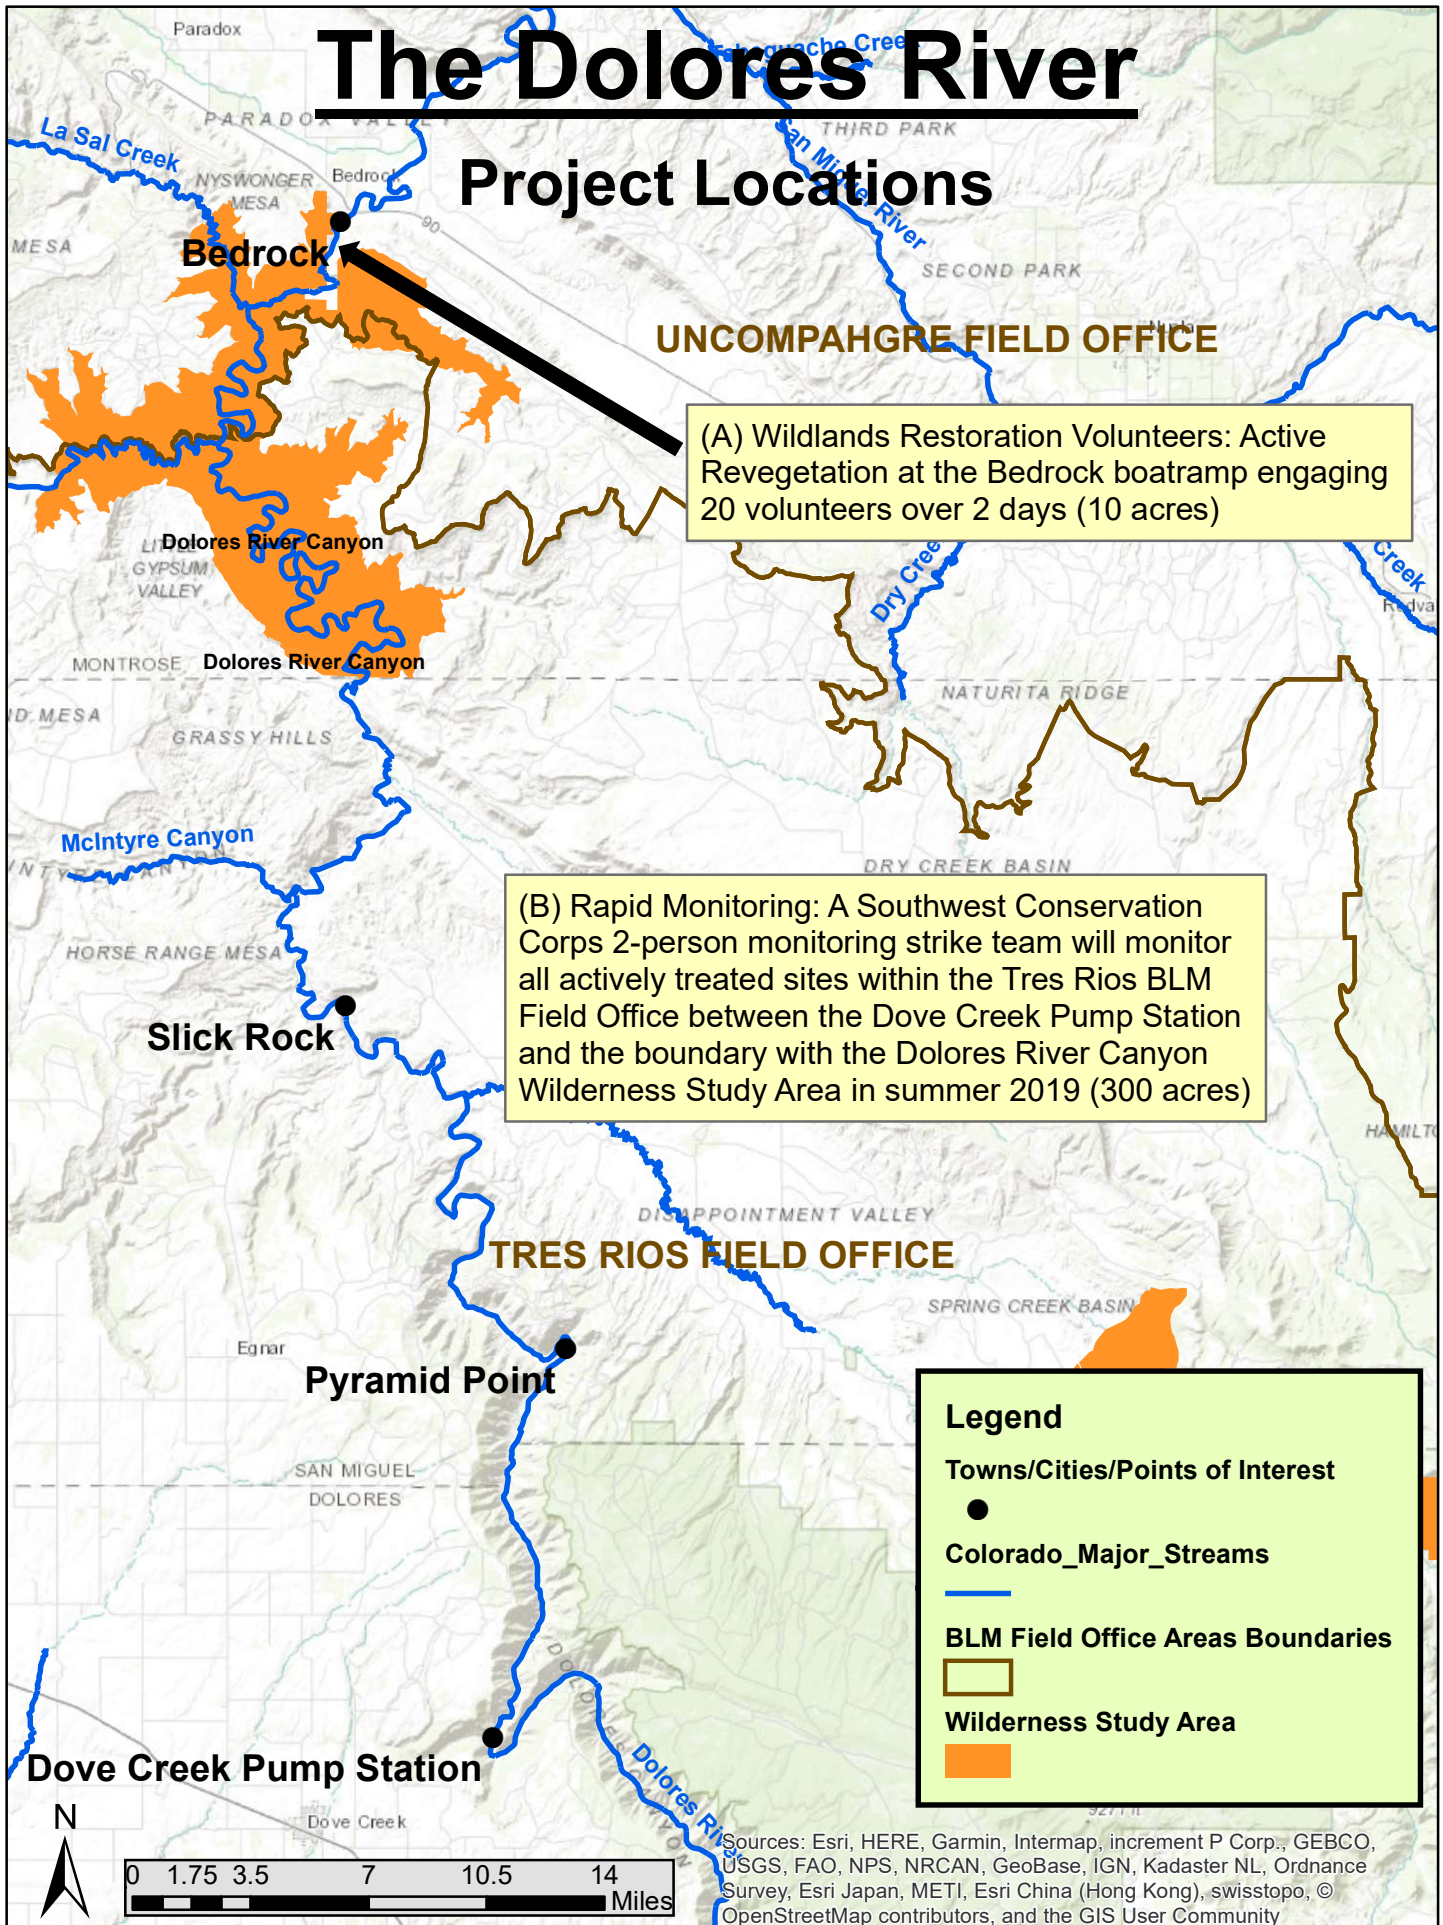 The Dolores River
Project Locations
Paradox
Tabeguache Creek
PARADOX VALLEY
THIRD PARK
La Sal Creek
San Miguel River
NYSWONGER
MESA
Bedrock
90
MESA
Bedrock
SECOND PARK
UNCOMPAHGRE FIELD OFFICE
Nucla
(A) Wildlands Restoration Volunteers: Active
Revegetation at the Bedrock boatramp engaging
20 volunteers over 2 days (10 acres)
Dolores River Canyon
LITTLE
GYPSUM
VALLEY
Dry Cree
Creek
Redva
MONTROSE
Dolores River Canyon
NATURITA RIDGE
ND MESA
GRASSY HILLS
McIntyre Canyon
DRY CREEK BASIN
(B) Rapid Monitoring: A Southwest Conservation
Corps 2-person monitoring strike team will monitor
all actively treated sites within the Tres Rios BLM
Field Office between the Dove Creek Pump Station
and the boundary with the Dolores River Canyon
Wilderness Study Area in summer 2019 (300 acres)
HORSE RANGE MESA
Slick Rock
HAMILTO
DISAPPOINTMENT VALLEY
TRES RIOS FIELD OFFICE
SPRING CREEK BASIN
Egnar
Pyramid Point
SAN MIGUEL
DOLORES
Legend
Towns/Cities/Points of Interest
Colorado_Major_Streams
BLM Field Office Areas Boundaries
Wilderness Study Area
Dolores River
Dove Creek Pump Station
Dove Creek
N
0 1.75 3.5 7 10.5 14
Miles
Sources: Esri, HERE, Garmin, Intermap, increment P Corp., GEBCO,
USGS, FAO, NPS, NRCAN, GeoBase, IGN, Kadaster NL, Ordnance
Survey, Esri Japan, METI, Esri China (Hong Kong), swisstopo, ©
OpenStreetMap contributors, and the GIS User Community